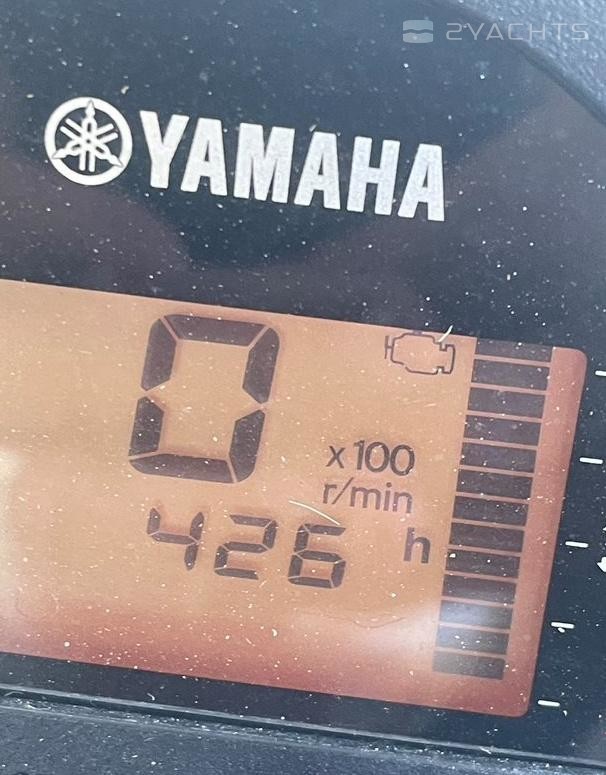 2YACHTS
YAMAHA
0
x100
r/min
426 h